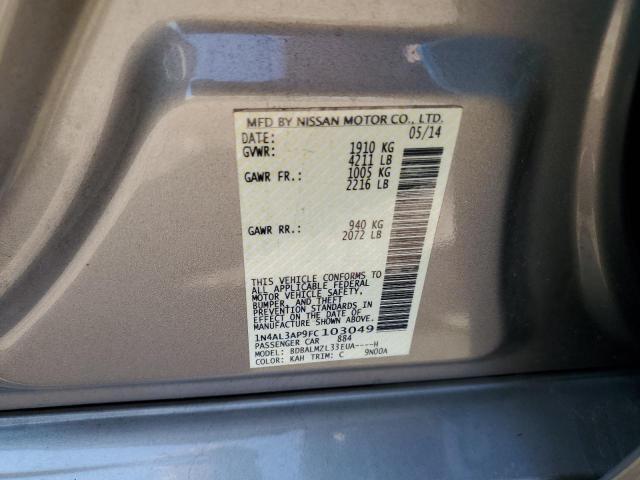 MFD BY NISSAN MOTOR CO., LTD.
DATE: 05/14
GVWR: 1910 KG
4211 LB
GAWR FR.: 1005 KG
2216 LB
GAWR RR.: 940 KG
2072 LB
THIS VEHICLE CONFORMS TO
ALL APPLICABLE FEDERAL
MOTOR VEHICLE SAFETY,
BUMPER, AND THEFT
PREVENTION STANDARDS
IN EFFECT ON THE DATE OF
MANUFACTURE SHOWN ABOVE.
1N4AL3AP9FC103049
PASSENGER CAR 884
MODEL: BDBALMZL33EUA----H
COLOR: KAH TRIM: C 9N00A